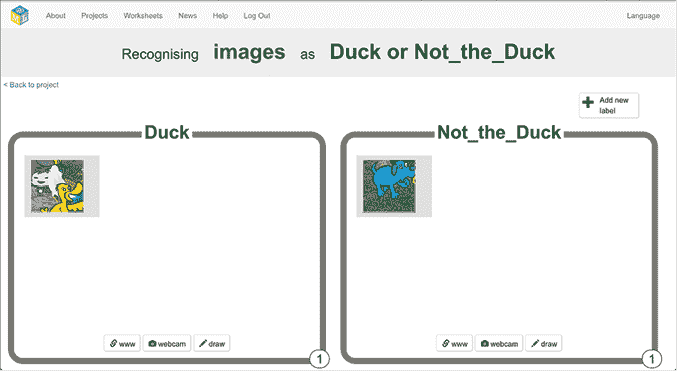 About Projects Worksheets News Help Log Out Language
Recognising images as Duck or Not_the_Duck
< Back to project
Add new
label
Duck
Not_the_Duck
www webcam draw
1
www webcam draw
1